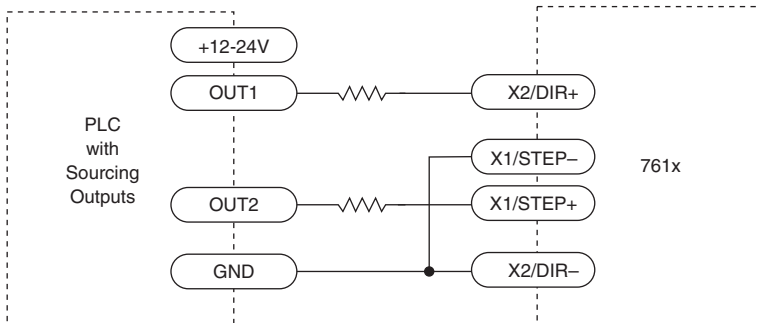 +12-24V
OUT1
X2/DIR+
PLC
with
Sourcing
Outputs
X1/STEP–
761x
OUT2
X1/STEP+
GND
X2/DIR–